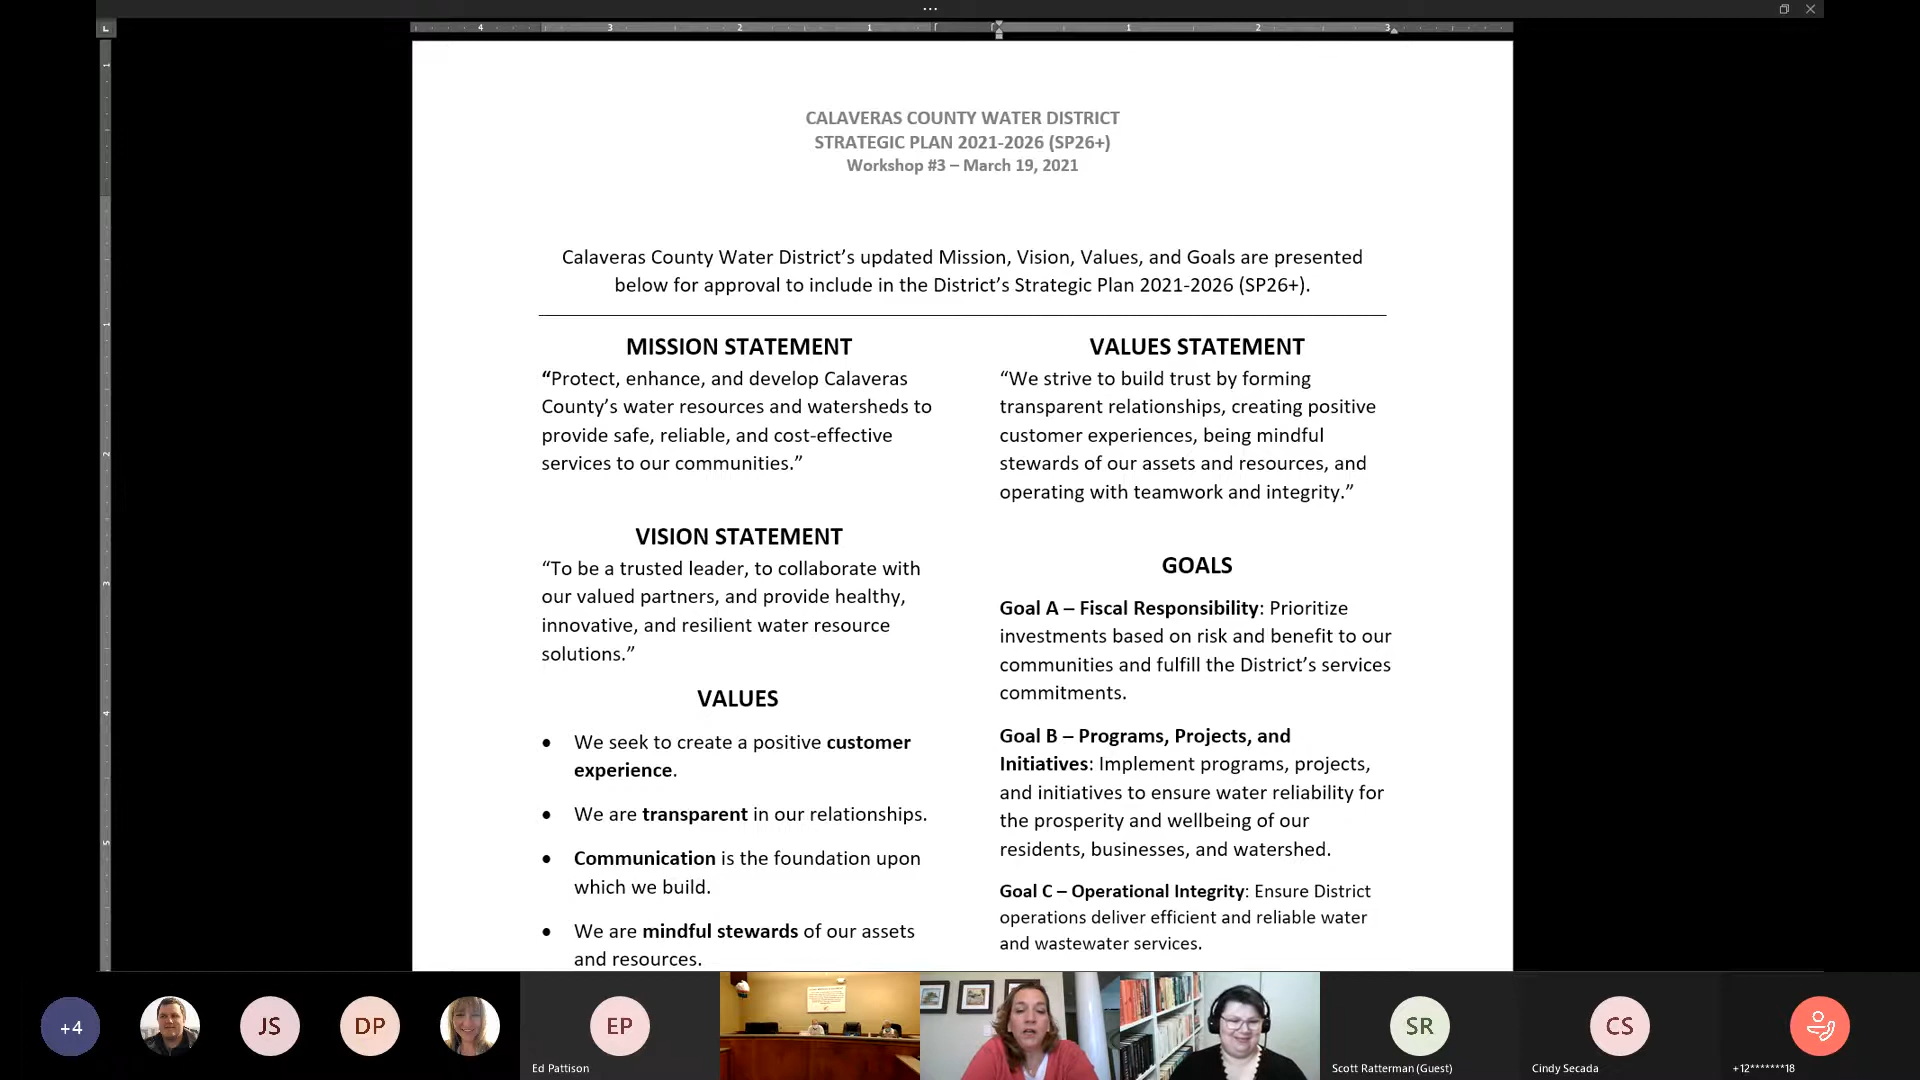 CALAVERAS COUNTY WATER DISTRICT
STRATEGIC PLAN 2021-2026 (SP26+)
Workshop #3 – March 19, 2021
Calaveras County Water District’s updated Mission, Vision, Values, and Goals are presented
below for approval to include in the District’s Strategic Plan 2021-2026 (SP26+).
MISSION STATEMENT
“Protect, enhance, and develop Calaveras
County’s water resources and watersheds to
provide safe, reliable, and cost-effective
services to our communities.”
VISION STATEMENT
“To be a trusted leader, to collaborate with
our valued partners, and provide healthy,
innovative, and resilient water resource
solutions.”
VALUES
• We seek to create a positive customer
experience.
• We are transparent in our relationships.
• Communication is the foundation upon
which we build.
• We are mindful stewards of our assets
and resources.
VALUES STATEMENT
“We strive to build trust by forming
transparent relationships, creating positive
customer experiences, being mindful
stewards of our assets and resources, and
operating with teamwork and integrity.”
GOALS
Goal A – Fiscal Responsibility: Prioritize
investments based on risk and benefit to our
communities and fulfill the District’s services
commitments.
Goal B – Programs, Projects, and
Initiatives: Implement programs, projects,
and initiatives to ensure water reliability for
the prosperity and wellbeing of our
residents, businesses, and watershed.
Goal C – Operational Integrity: Ensure District
operations deliver efficient and reliable water
and wastewater services.
+4
JS
DP
EP
Ed Pattison
SR
Scott Ratterman (Guest)
CS
Cindy Secada
+12*******18